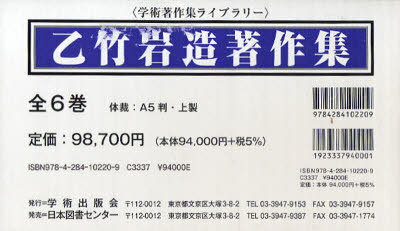 〈学術著作集ライブラリー〉
乙竹岩造著作集
全6巻 体裁：A5判・上製
定価：98,700円 （本体94,000円+税5%）
ISBN978-4-284-10220-9 C3337 ¥94000E
9784284102209
1923337940001
ISBN978-4-284-10220-9
C3337 ¥94000E
定価：本体 94,000円+税
発行＝学術出版会 〒112-0012 東京都文京区大塚3-8-2 TEL 03-3947-9153 FAX 03-3947-9157
発売＝日本図書センター 〒112-0012 東京都文京区大塚3-8-2 TEL 03-3947-9387 FAX 03-3947-1774